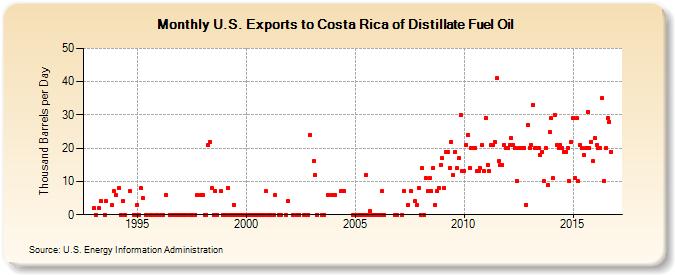 Monthly U.S. Exports to Costa Rica of Distillate Fuel Oil
Thousand Barrels per Day
50
40
30
20
10
0
1995 2000 2005 2010 2015
Source: U.S. Energy Information Administration